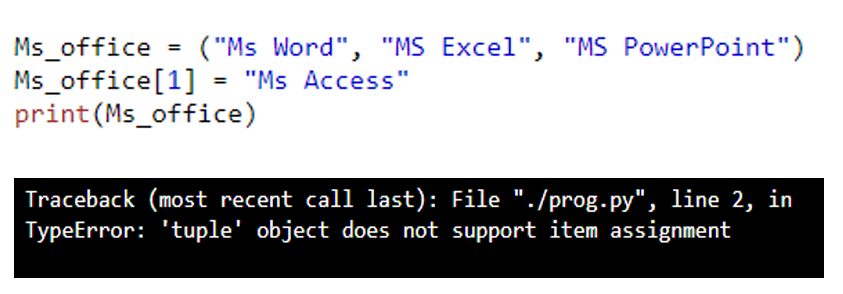 Ms_office = ("Ms Word", "MS Excel", "MS PowerPoint")
Ms_office[1] = "Ms Access"
print(Ms_office)
Traceback (most recent call last): File "./prog.py", line 2, in
TypeError: 'tuple' object does not support item assignment